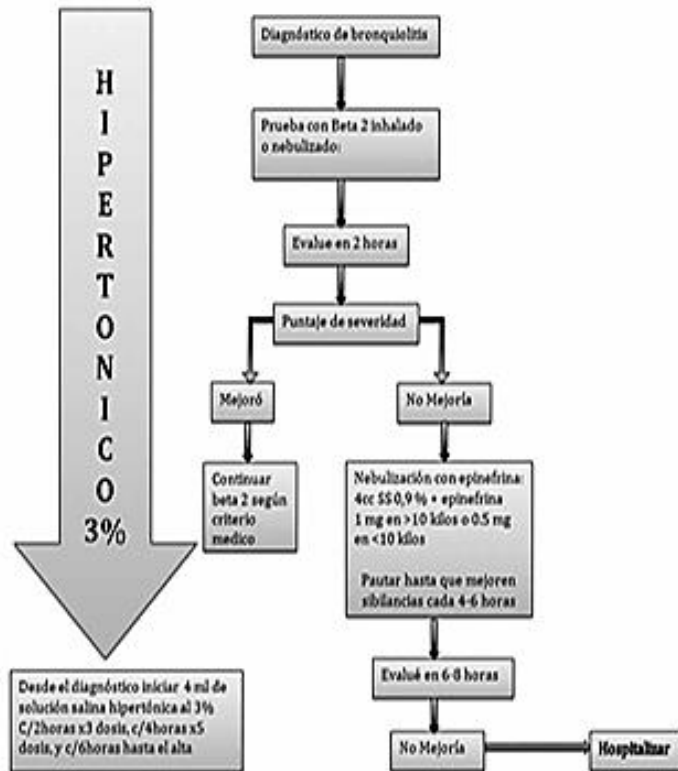 HIPERTONICO
3%
Diagnóstico de bronquiolitis
Prueba con Beta 2 inhalado
o nebulizado:
Evalue en 2 horas
Puntaje de severidad
Mejoró
No Mejoría
Continuar
beta 2 según
criterio
medico
Nebulización con epinefrina:
4cc SS 0,9 % + epinefrina
1 mg en >10 kilos o 0.5 mg
en <10 kilos
Pautar hasta que mejoren
sibilancias cada 4-6 horas
Evalué en 6-8 horas
No Mejoría
Hospitalizar
Desde el diagnóstico iniciar 4 ml de
solución salina hipertónica al 3%
C/2horas x3 dosis, c/4horas x5
dosis, y c/6horas hasta el alta